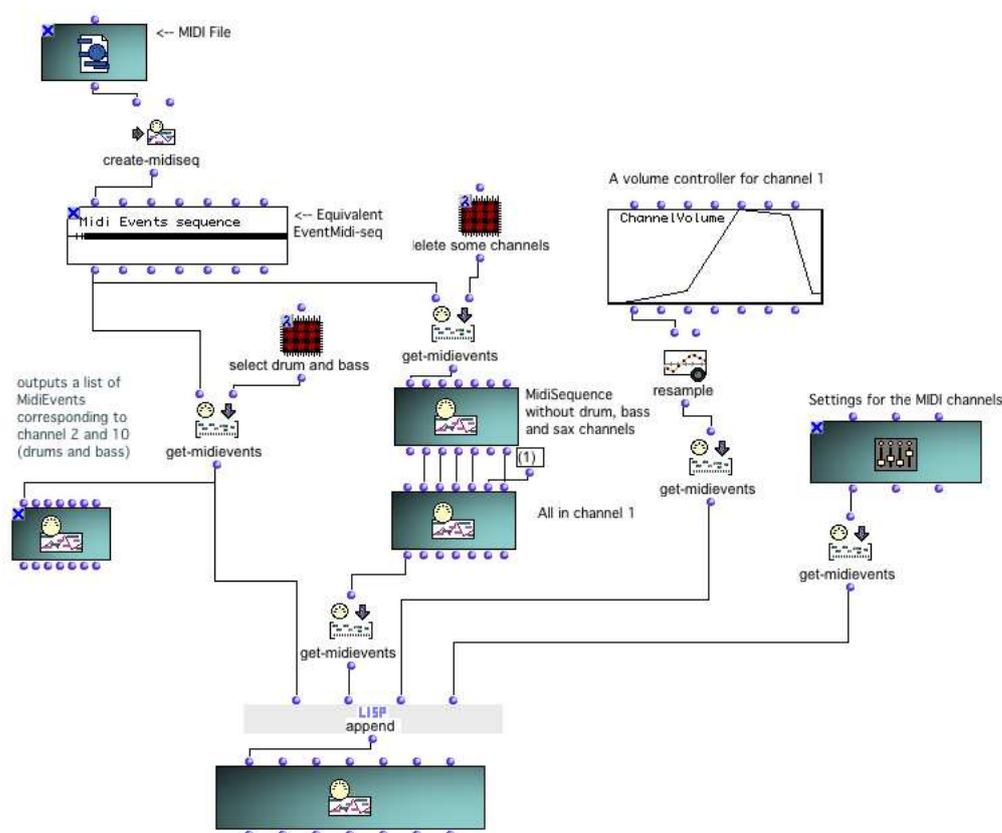 <-- MIDI File
create-midiseq
Midi Events sequence
<-- Equivalent
EventMidi-seq
elete some channels
A volume controller for channel 1
ChannelVolume
get-midievents
select drum and bass
resample
outputs a list of
MidiEvents
corresponding to
channel 2 and 10
(drums and bass)
get-midievents
MidiSequence
without drum, bass
and sax channels
(1)
Settings for the MIDI channels
get-midievents
All in channel 1
get-midievents
get-midievents
LISP
append